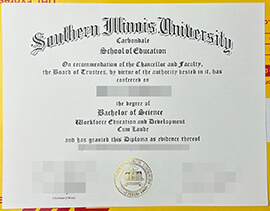 Southern Illinois University
Carbondale
School of Education
On recommendation of the Chancellor and Faculty,
the Board of Trustees, by virtue of the authority vested in it, has
conferred on
the degree of
Bachelor of Science
Workforce Education and Development
Cum Laude
and has granted this Diploma as evidence thereof